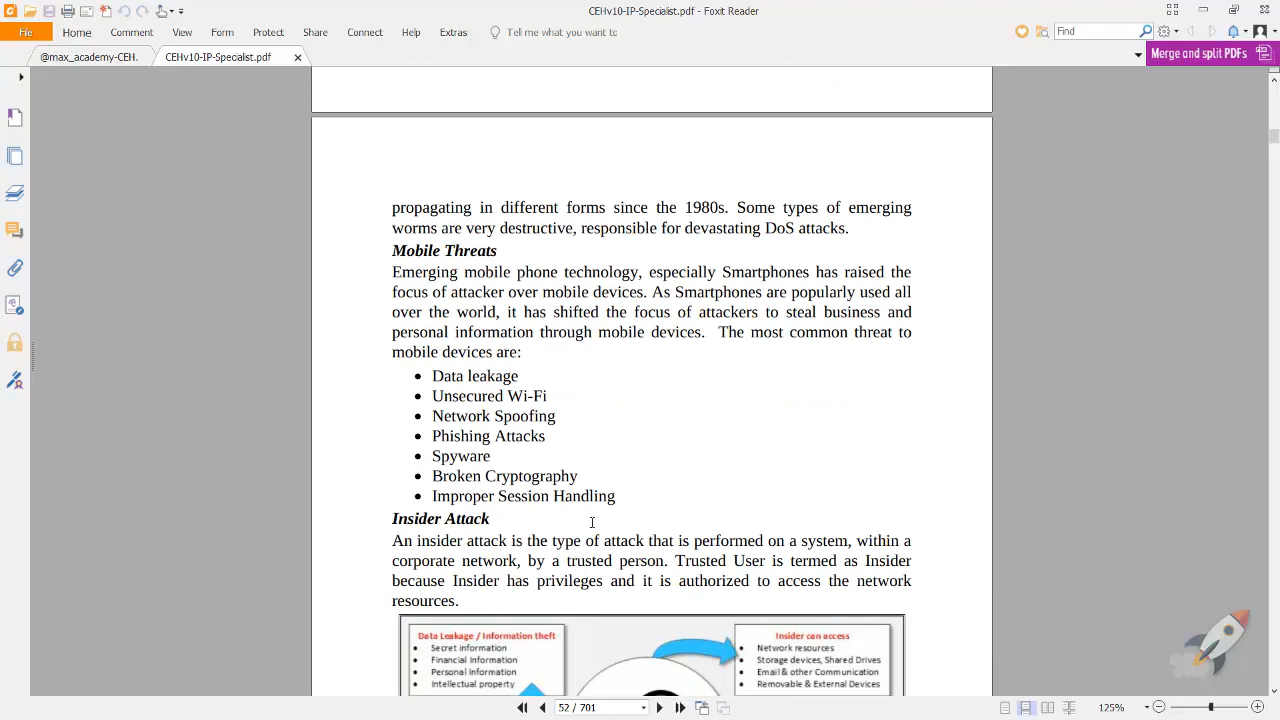 CEHv10-IP-Specialist.pdf - Foxit Reader
File Home Comment View Form Protect Share Connect Help Extras Tell me what you want to Find
@max_academy-CEH. CEHv10-IP-Specialist.pdf Merge and split PDFs
propagating in different forms since the 1980s. Some types of emerging
worms are very destructive, responsible for devastating DoS attacks.
Mobile Threats
Emerging mobile phone technology, especially Smartphones has raised the
focus of attacker over mobile devices. As Smartphones are popularly used all
over the world, it has shifted the focus of attackers to steal business and
personal information through mobile devices. The most common threat to
mobile devices are:
• Data leakage
• Unsecured Wi-Fi
• Network Spoofing
• Phishing Attacks
• Spyware
• Broken Cryptography
• Improper Session Handling
Insider Attack
An insider attack is the type of attack that is performed on a system, within a
corporate network, by a trusted person. Trusted User is termed as Insider
because Insider has privileges and it is authorized to access the network
resources.
Data Leakage / Information theft
• Secret information
• Financial Information
• Personal Information
• Intellectual property
Insider can access
• Network resources
• Storage devices, Shared Drives
• Email & other Communication
• Removable & External Devices
52 / 701
125%